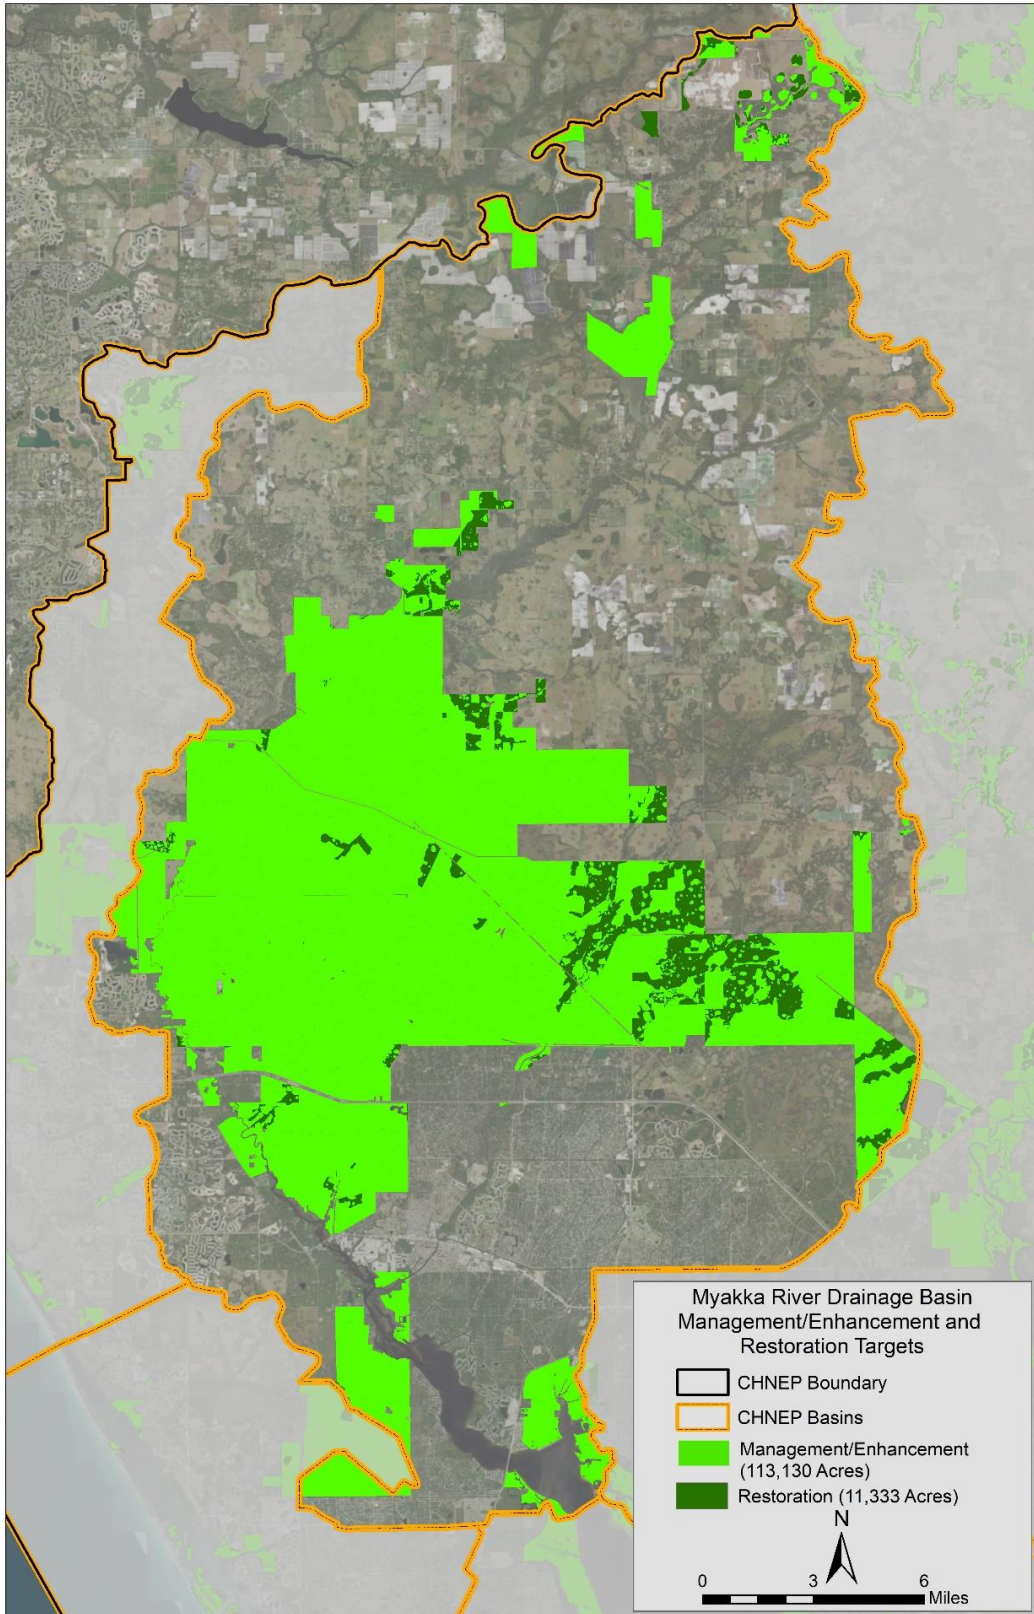 Myakka River Drainage Basin
Management/Enhancement and
Restoration Targets
CHNEP Boundary
CHNEP Basins
Management/Enhancement
(113,130 Acres)
Restoration (11,333 Acres)
N
0 3 6
Miles